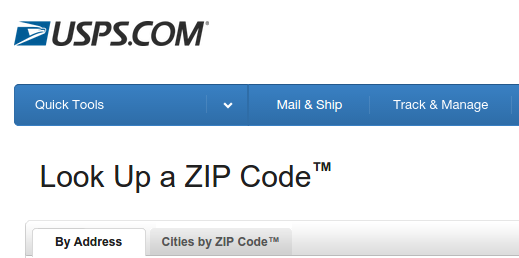 USPS.COM®
Quick Tools Mail & Ship Track & Manage
Look Up a ZIP Code™
By Address Cities by ZIP Code™